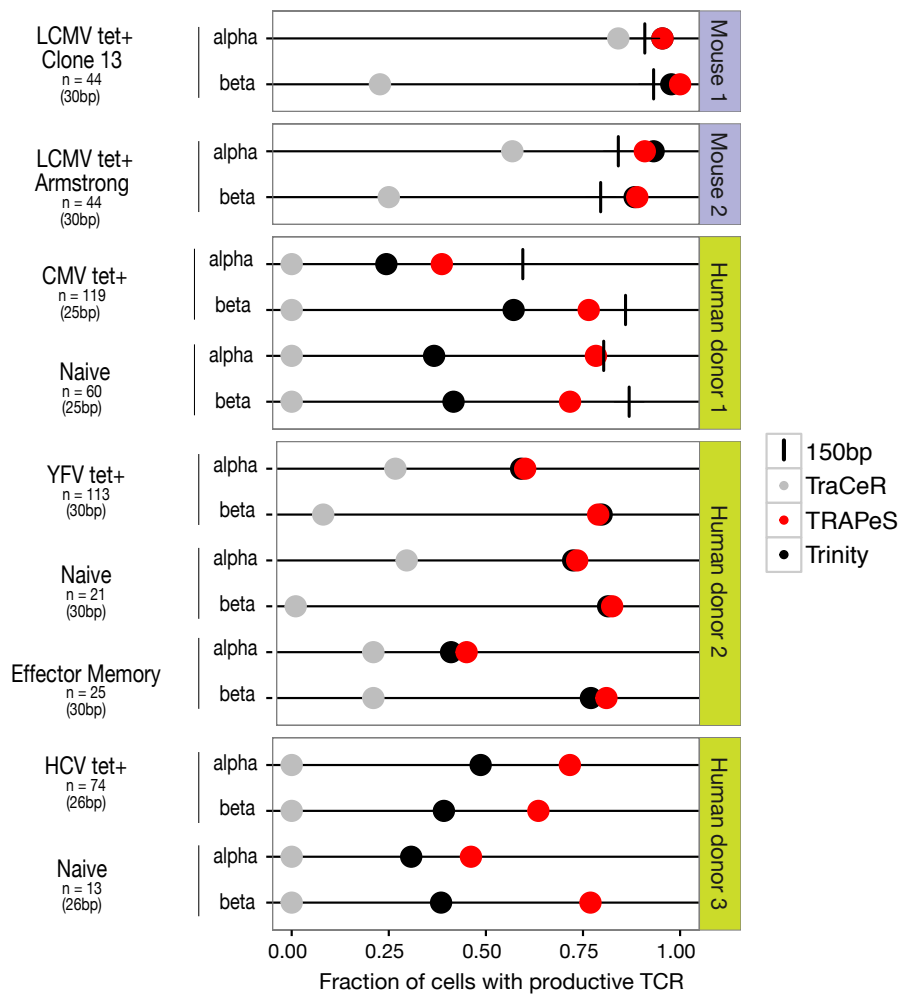 LCMV tet+
Clone 13
n = 44
(30bp)
alpha
beta
Mouse 1
LCMV tet+
Armstrong
n = 44
(30bp)
alpha
beta
Mouse 2
CMV tet+
n = 119
(25bp)
alpha
beta
Naive
n = 60
(25bp)
alpha
beta
Human donor 1
YFV tet+
n = 113
(30bp)
alpha
beta
Naive
n = 21
(30bp)
alpha
beta
Effector Memory
n = 25
(30bp)
alpha
beta
Human donor 2
HCV tet+
n = 74
(26bp)
alpha
beta
Naive
n = 13
(26bp)
alpha
beta
Human donor 3
150bp
TraCeR
TRAPeS
Trinity
0.00 0.25 0.50 0.75 1.00
Fraction of cells with productive TCR